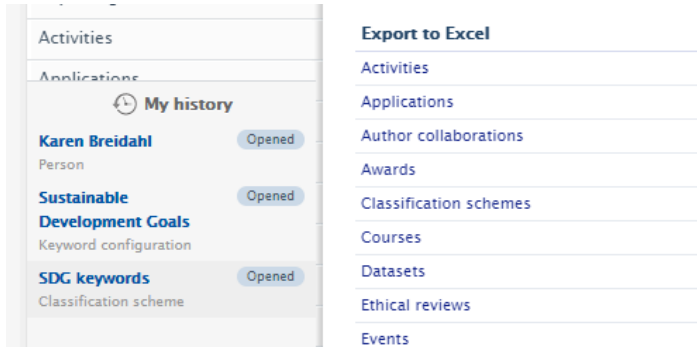 Activities
Applications
My history
Karen Breidahl
Opened
Person
Sustainable
Opened
Development Goals
Keyword configuration
SDG keywords
Opened
Classification scheme
Export to Excel
Activities
Applications
Author collaborations
Awards
Classification schemes
Courses
Datasets
Ethical reviews
Events